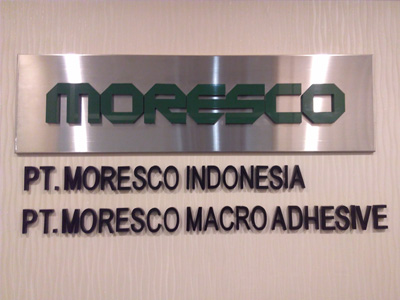 MORESCO
PT. MORESCO INDONESIA
PT. MORESCO MACRO ADHESIVE